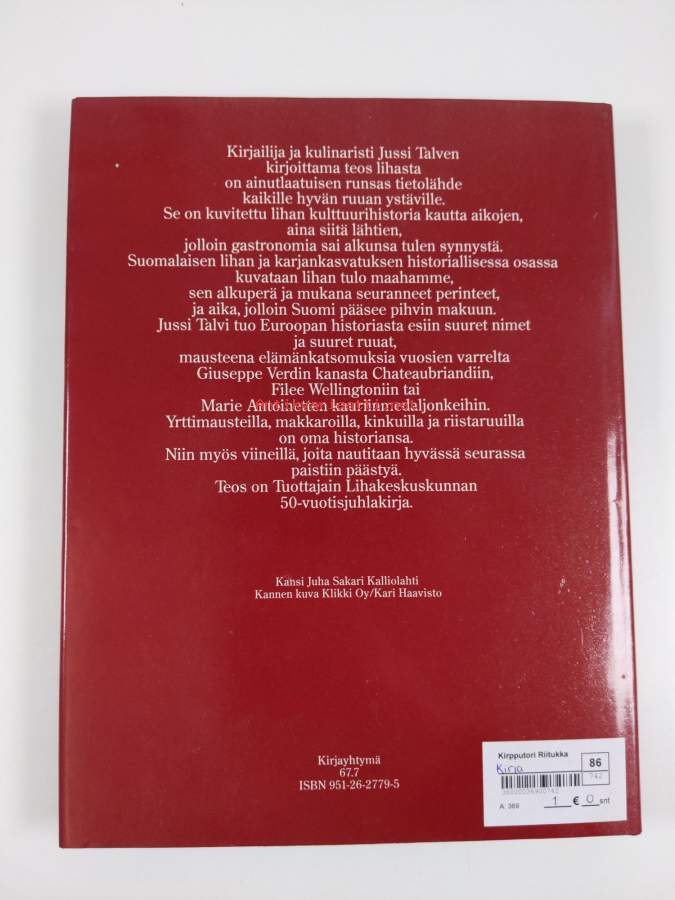 Kirjailija ja kulinaristi Jussi Talven
kirjoittama teos lihasta
on ainutlaatuisen runsas tietolähde
kaikille hyvän ruuan ystäville.
Se on kuvitettu lihan kulttuurihistoria kautta aikojen,
aina siitä lähtien,
jolloin gastronomia sai alkunsa tulen synnystä.
Suomalaisen lihan ja karjankasvatuksen historiallisessa osassa
kuvataan lihan tulo maahamme,
sen alkuperä ja mukana seuranneet perinteet,
ja aika, jolloin Suomi pääsee pihvin makuun.
Jussi Talvi tuo Euroopan historiasta esiin suuret nimet
ja suuret ruuat,
mausteena elämänkatsomuksia vuosien varrelta
Giuseppe Verdin kanasta Chateaubriandiin,
Filee Wellingtoniin tai
Marie Antoineten kauriin medaljonkeihin.
Yrttimausteilla, makkaroilla, kinkuilla ja riistaruuilla
on oma historiansa.
Niin myös viineillä, joita nautitaan hyvässä seurassa
paistiin päästyä.
Teos on Tuottajain Lihakeskuskunnan
50-vuotisjuhlakirja.
Kansi Juha Sakari Kalliolahti
Kannen kuva Klikki Oy/Kari Haavisto
Kirjayhtymä
67.7
ISBN 951-26-2779-5
Kirpputori Riitukka
Kirja
86
742
A: 369
1 € 0 snt